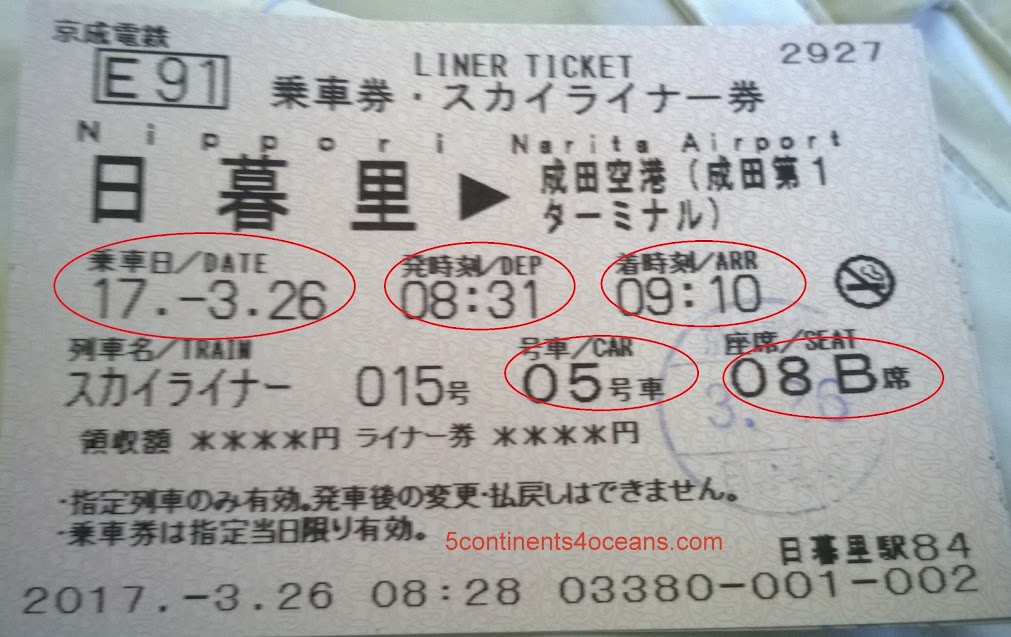 京成電鉄
E 91
LINER TICKET
2927
乗車券・スカイライナー券
Nippori Narita Airport
日暮里▶成田空港(成田第1
ターミナル)
乗車日/DATE 発時刻/DEP 着時刻/ARR
17.-3.26 08:31 09:10
列車名/TRAIN 号車/CAR 座席/SEAT
スカイライナー 015号 05号車 08B席
領収額 ****円 ライナー券 ****円
・指定列車のみ有効。発車後の変更・払戻しはできません。
・乗車券は指定当日限り有効。
5continents4oceans.com
日暮里駅84
2017.-3.26 08:28 03380-001-002